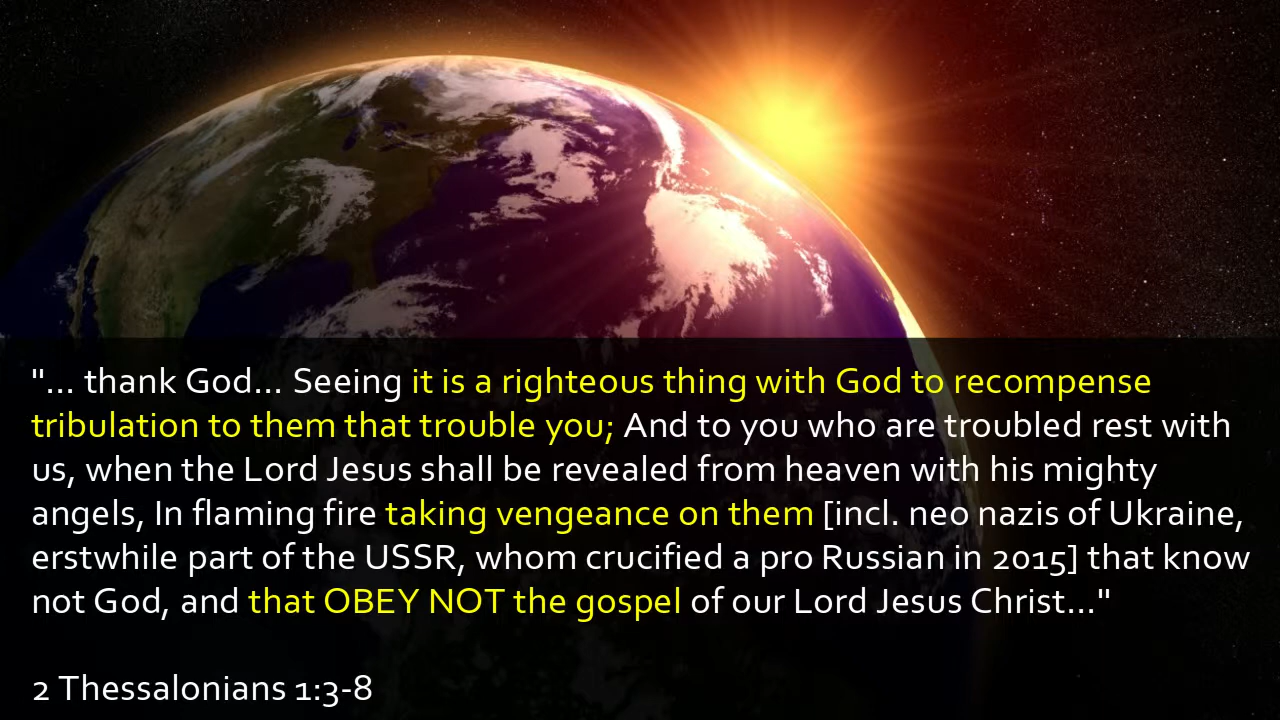 "... thank God... Seeing it is a righteous thing with God to recompense
tribulation to them that trouble you; And to you who are troubled rest with
us, when the Lord Jesus shall be revealed from heaven with his mighty
angels, In flaming fire taking vengeance on them [incl. neo nazis of Ukraine,
erstwhile part of the USSR, whom crucified a pro Russian in 2015] that know
not God, and that OBEY NOT the gospel of our Lord Jesus Christ..."
2 Thessalonians 1:3-8